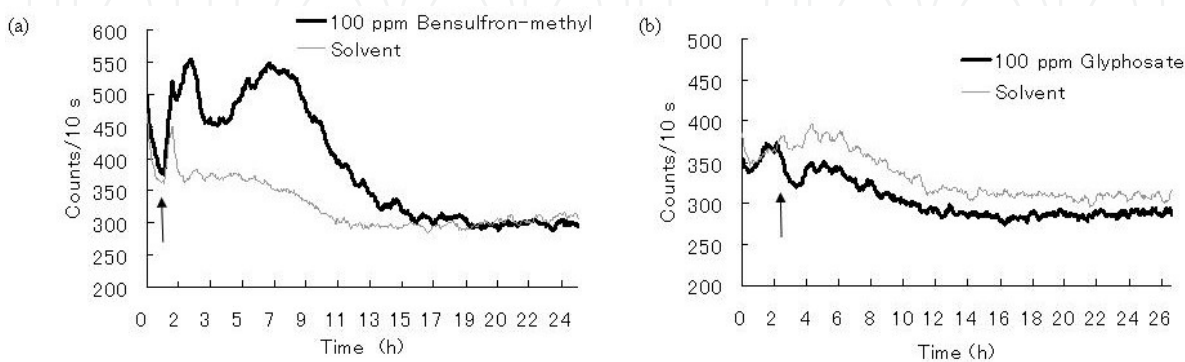 (a)
100 ppm Bensulfron-methyl
Solvent
Counts/10 s
600
550
500
450
400
350
300
250
200
0 2 3 5 7 9 11 13 15 17 19 21 22 24
Time (h)
(b)
100 ppm Glyphosate
Solvent
Counts/10 s
500
450
400
350
300
250
200
0 2 4 6 8 10 12 14 16 18 20 22 24 26
Time (h)